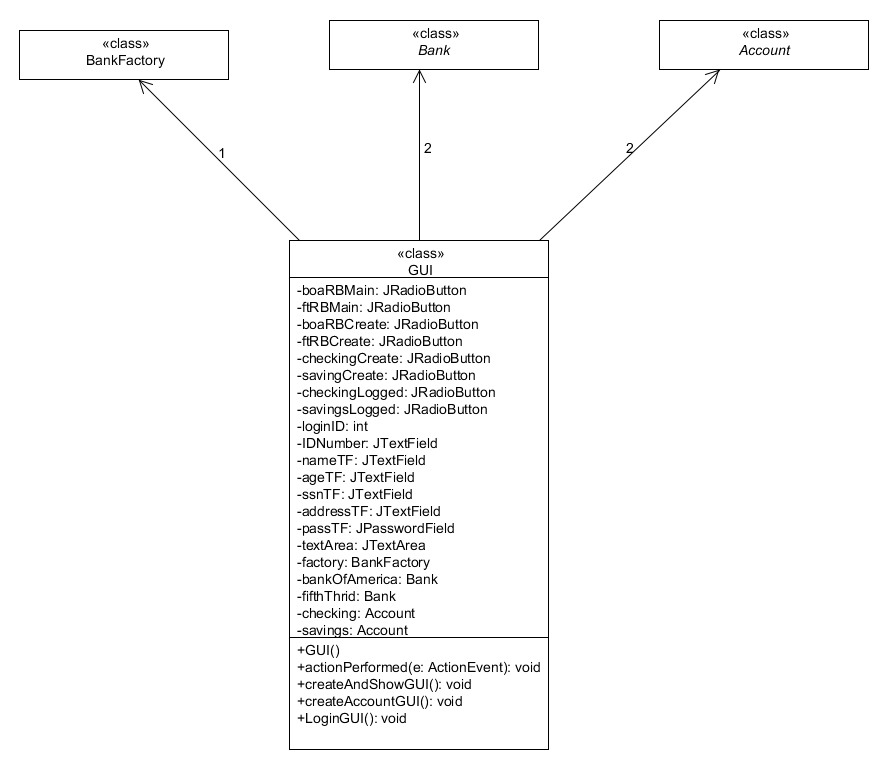 «class»
BankFactory
«class»
Bank
«class»
Account
1
2
2
«class»
GUI
-boaRBMain: JRadioButton
-ftRBMain: JRadioButton
-boaRBCreate: JRadioButton
-ftRBCreate: JRadioButton
-checkingCreate: JRadioButton
-savingCreate: JRadioButton
-checkingLogged: JRadioButton
-savingsLogged: JRadioButton
-loginID: int
-IDNumber: JTextField
-nameTF: JTextField
-ageTF: JTextField
-ssnTF: JTextField
-addressTF: JTextField
-passTF: JPasswordField
-textArea: JTextArea
-factory: BankFactory
-bankOfAmerica: Bank
-fifthThrid: Bank
-checking: Account
-savings: Account
+GUI()
+actionPerformed(e: ActionEvent): void
+createAndShowGUI(): void
+createAccountGUI(): void
+LoginGUI(): void